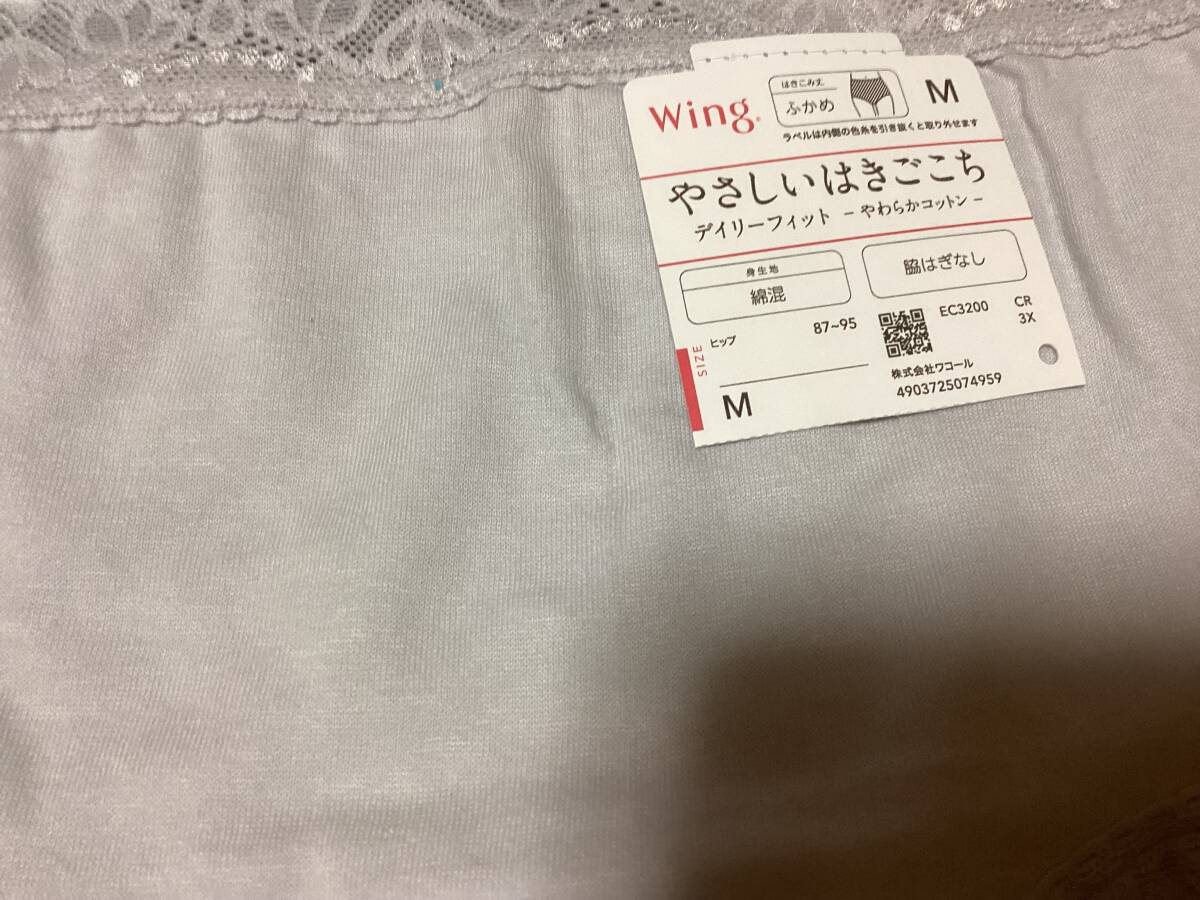 Wing®
はきこみ丈
ふかめ
M
ラベルは内側の色糸を引き抜くと取り外せます
やさしいはきごこち
デイリーフィット －やわらかコットン－
身生地
綿混
脇はぎなし
SIZE
ヒップ 87~95
M
EC3200 CR
3X
株式会社ワコール
4903725074959